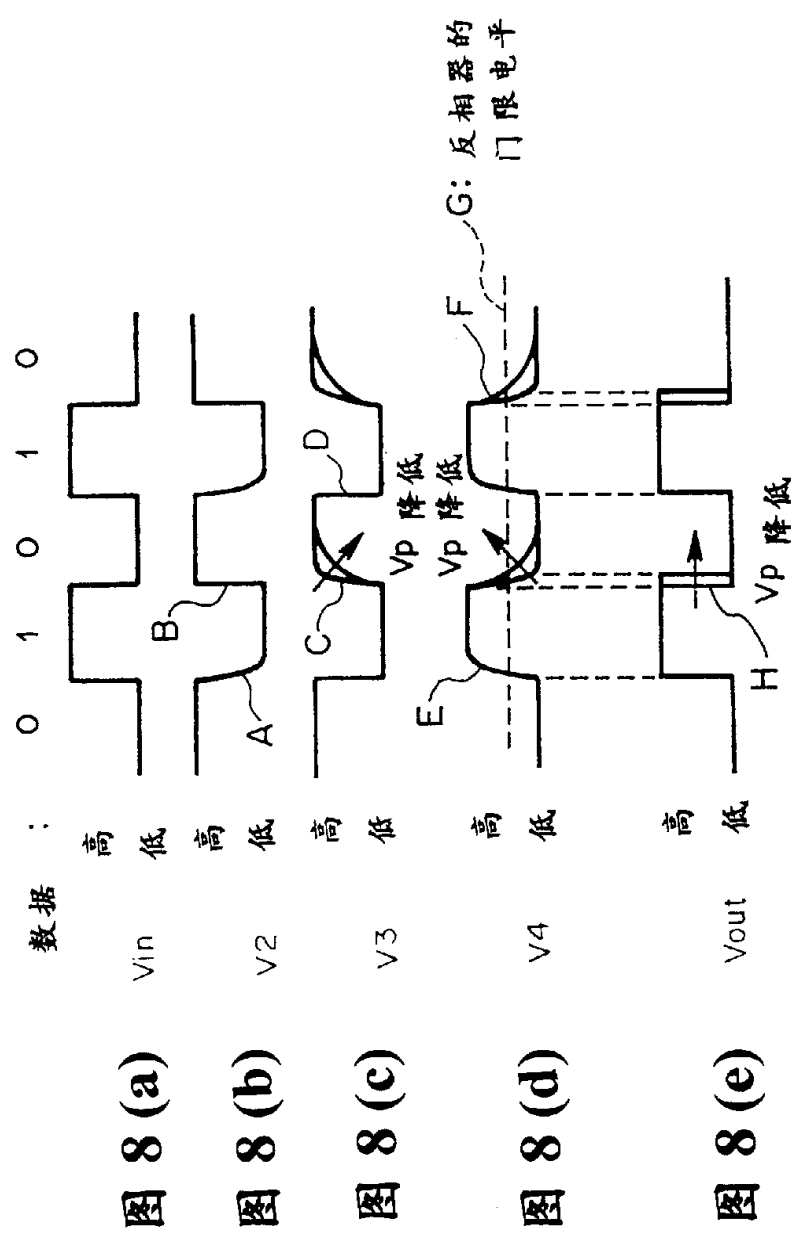 数据 : 0 1 0 1 0
图 8 (a) Vin 高
低
图 8 (b) V2 高
低
A
B
图 8 (c) V3 高
低
C
D
Vp 降低
Vp 降低
图 8 (d) V4 高
低
E
F
G: 反相器的
门限电平
图 8 (e) Vout 高
低
H
Vp 降低